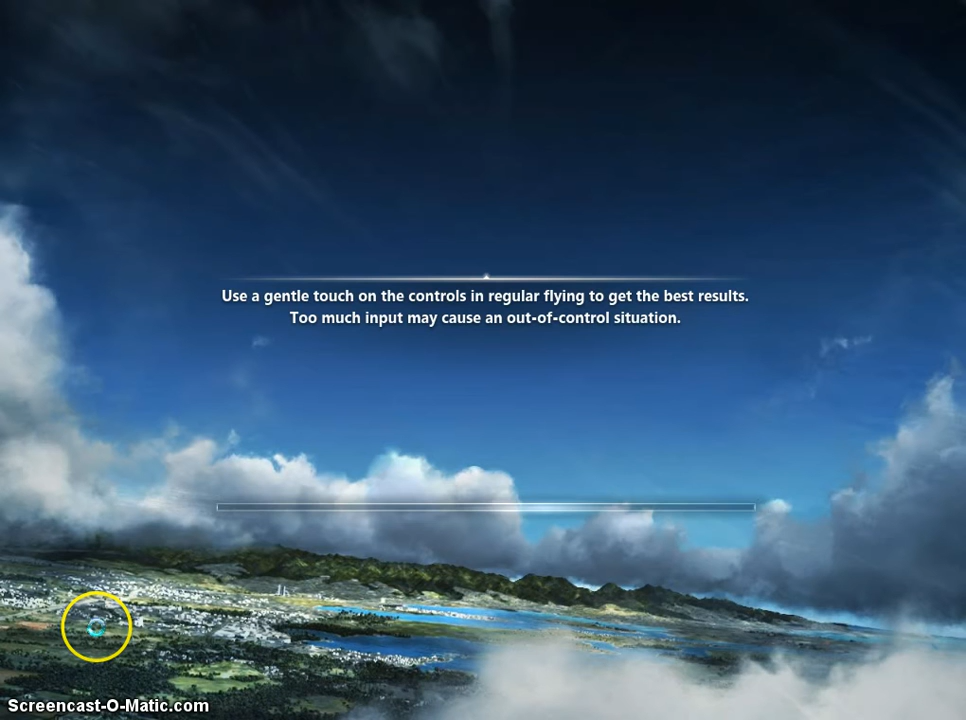 Use a gentle touch on the controls in regular flying to get the best results.
Too much input may cause an out-of-control situation.
Screencast-O-Matic.com